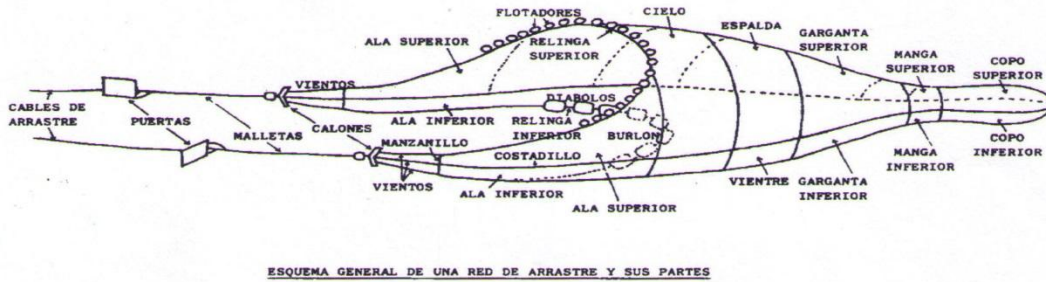 FLOTADORES
CIELO
ESPALDA
ALA SUPERIOR
RELINGA
SUPERIOR
GARGANTA
SUPERIOR
MANGA
SUPERIOR
COPO
SUPERIOR
VIENTOS
CABLES DE
ARRASTRE
PUERTAS
MALLETAS
CALONES
ALA INFERIOR
DIABOLOS
RELINGA
INFERIOR
BURLON
MANZANILLO
COSTADILLO
VIENTOS
ALA INFERIOR
ALA SUPERIOR
VIENTRE
GARGANTA
INFERIOR
MANGA
INFERIOR
COPO
INFERIOR
ESQUEMA GENERAL DE UNA RED DE ARRASTRE Y SUS PARTES